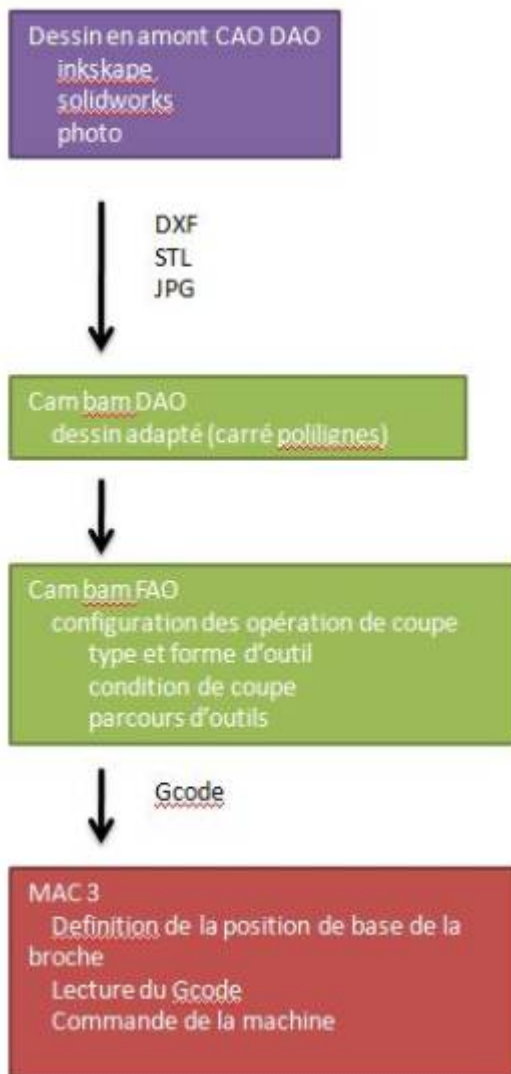 Dessin en amont CAO DAO
inkskape
solidworks
photo
DXF
STL
JPG
Cam bam DAO
dessin adapté (carré polilignes)
Cam bam FAO
configuration des opération de coupe
type et forme d'outil
condition de coupe
parcours d'outils
Gcode
MAC 3
Definition de la position de base de la
broche
Lecture du Gcode
Commande de la machine